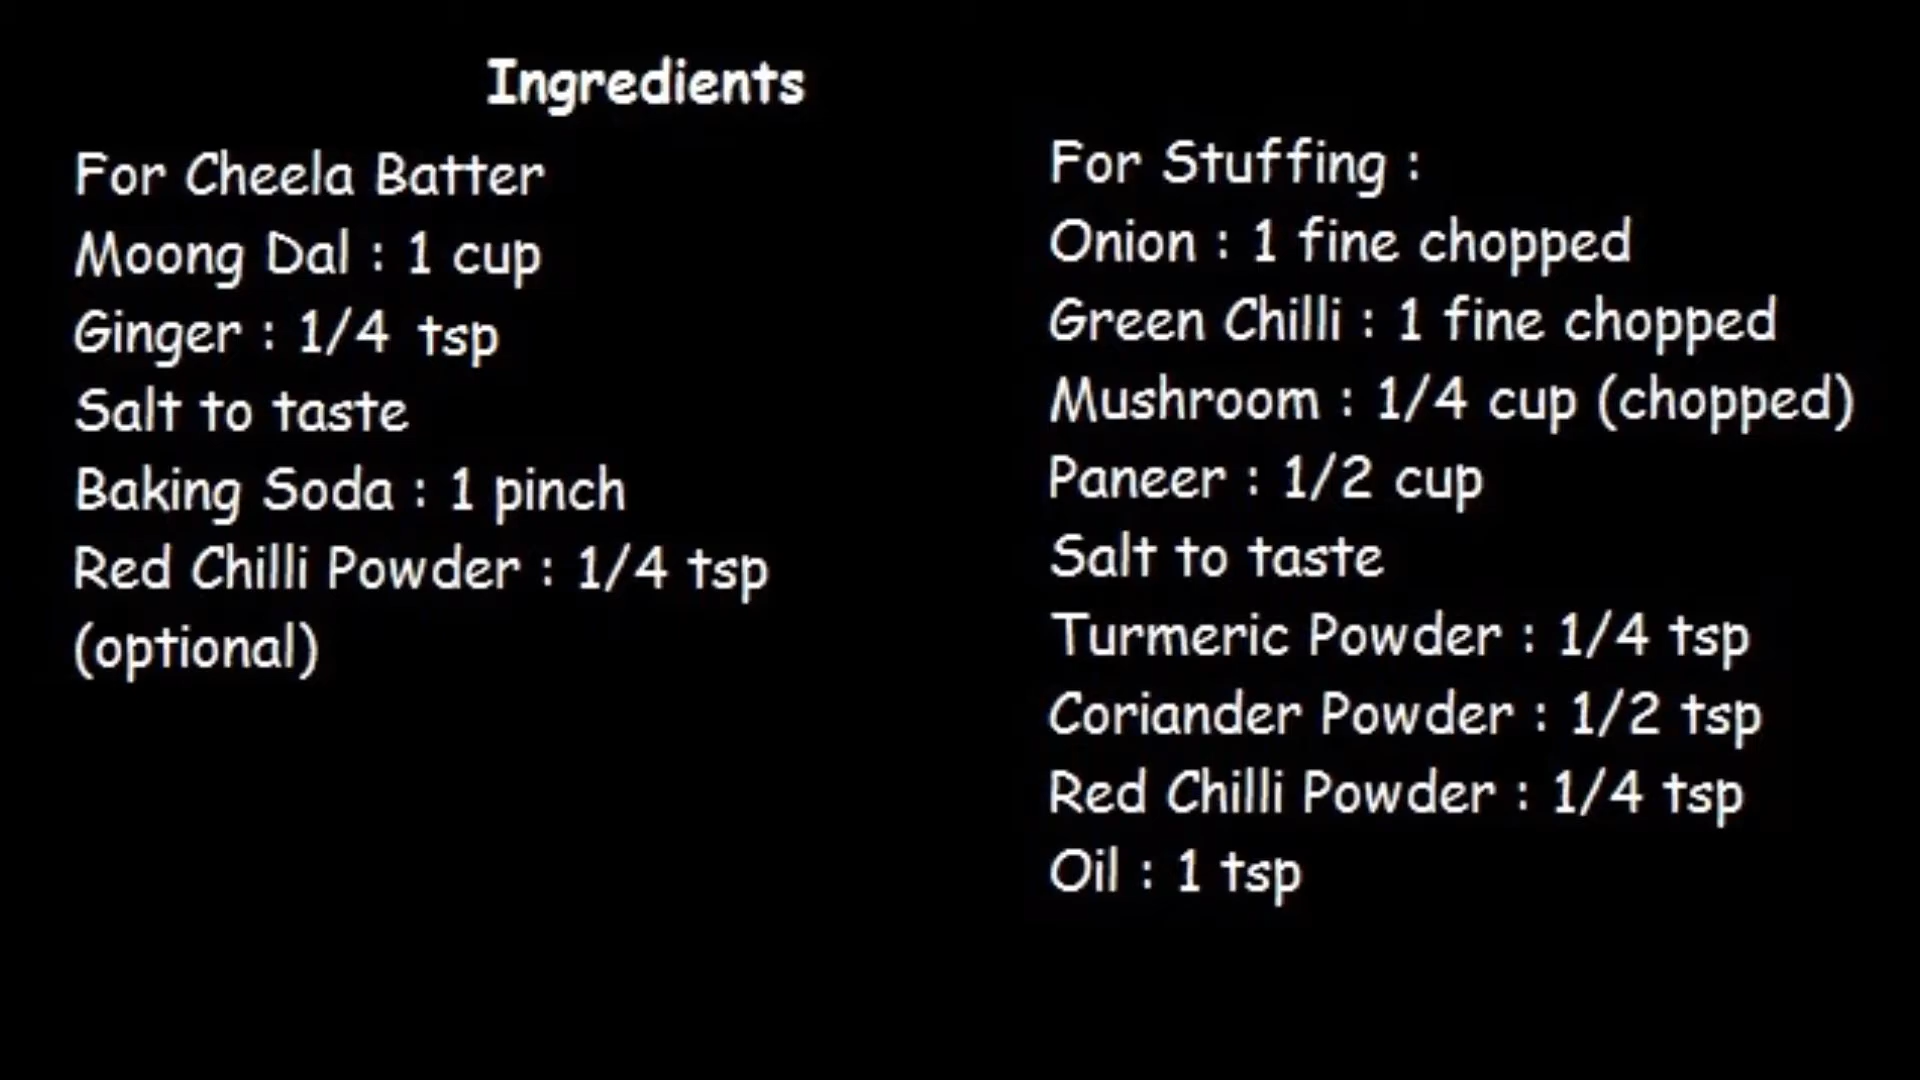 Ingredients
For Cheela Batter
Moong Dal : 1 cup
Ginger : 1/4 tsp
Salt to taste
Baking Soda : 1 pinch
Red Chilli Powder : 1/4 tsp
(optional)
For Stuffing :
Onion : 1 fine chopped
Green Chilli : 1 fine chopped
Mushroom : 1/4 cup (chopped)
Paneer : 1/2 cup
Salt to taste
Turmeric Powder : 1/4 tsp
Coriander Powder : 1/2 tsp
Red Chilli Powder : 1/4 tsp
Oil : 1 tsp